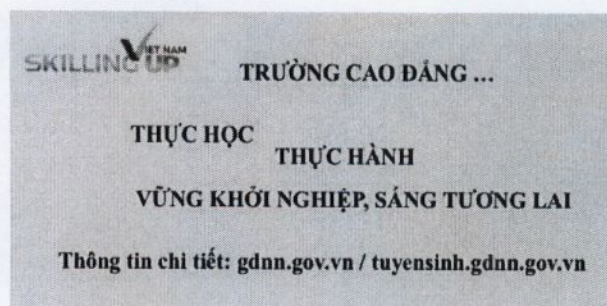 SKILLING UP VIET NAM
TRƯỜNG CAO ĐẲNG ...
THỰC HỌC
THỰC HÀNH
VỮNG KHỞI NGHIỆP, SÁNG TƯƠNG LAI
Thông tin chi tiết: gdnn.gov.vn / tuyensinh.gdnn.gov.vn